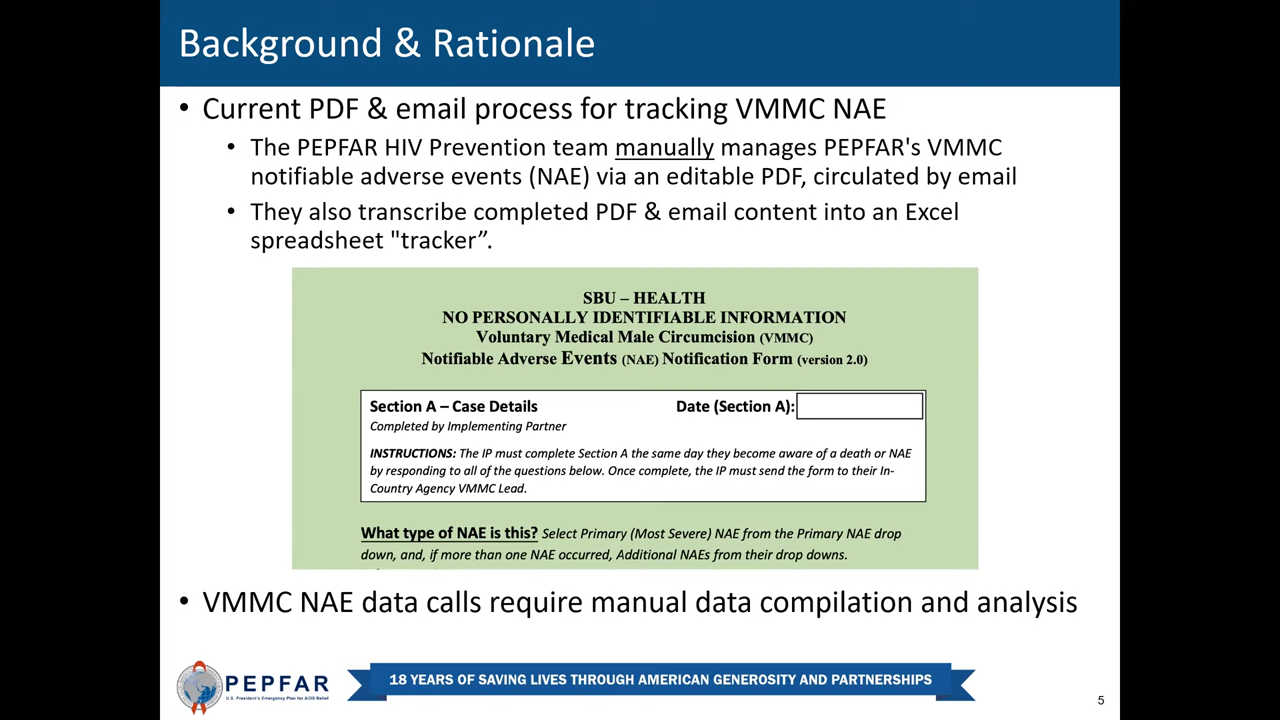 Background & Rationale
• Current PDF & email process for tracking VMMC NAE
• The PEPFAR HIV Prevention team manually manages PEPFAR's VMMC
notifiable adverse events (NAE) via an editable PDF, circulated by email
• They also transcribe completed PDF & email content into an Excel
spreadsheet "tracker”.
SBU – HEALTH
NO PERSONALLY IDENTIFIABLE INFORMATION
Voluntary Medical Male Circumcision (VMMC)
Notifiable Adverse Events (NAE) Notification Form (version 2.0)
Section A – Case Details Date (Section A):
Completed by Implementing Partner
INSTRUCTIONS: The IP must complete Section A the same day they become aware of a death or NAE
by responding to all of the questions below. Once complete, the IP must send the form to their In-
Country Agency VMMC Lead.
What type of NAE is this? Select Primary (Most Severe) NAE from the Primary NAE drop
down, and, if more than one NAE occurred, Additional NAEs from their drop downs.
• VMMC NAE data calls require manual data compilation and analysis
PEPFAR
U.S. President's Emergency Plan for AIDS Relief
18 YEARS OF SAVING LIVES THROUGH AMERICAN GENEROSITY AND PARTNERSHIPS
5